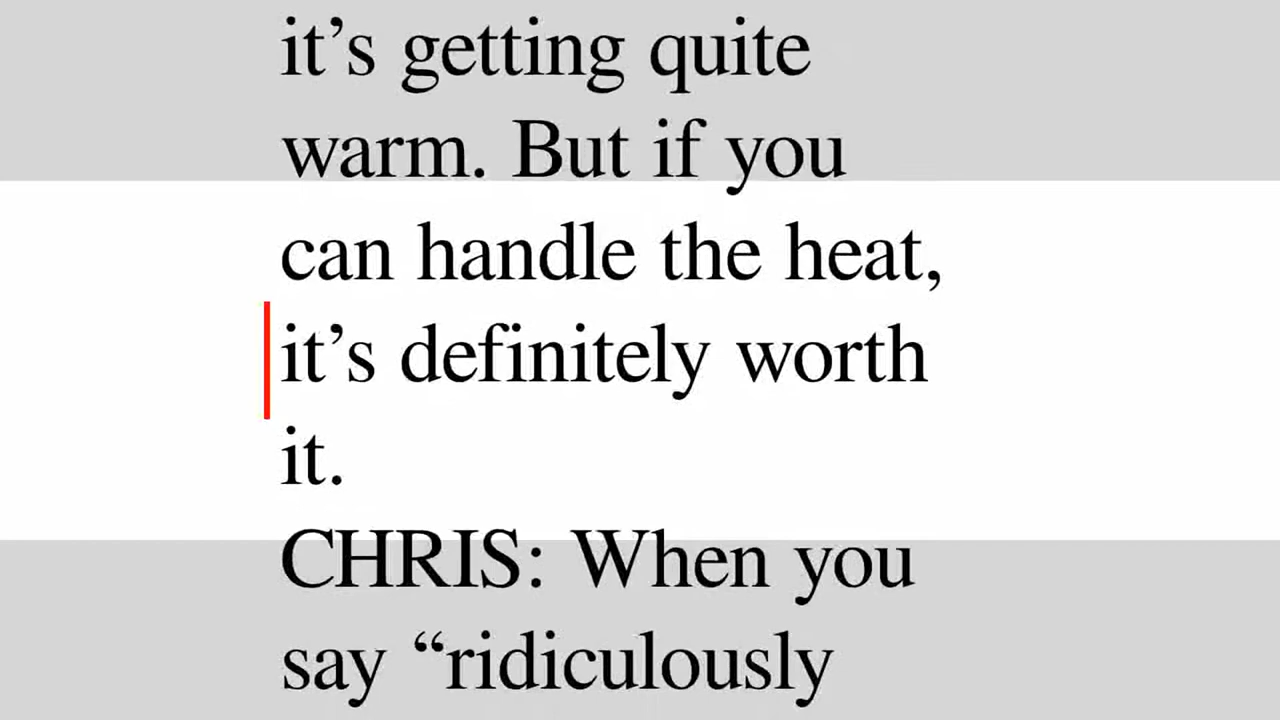 it’s getting quite
warm. But if you
can handle the heat,
it’s definitely worth
it.
CHRIS: When you
say “ridiculously